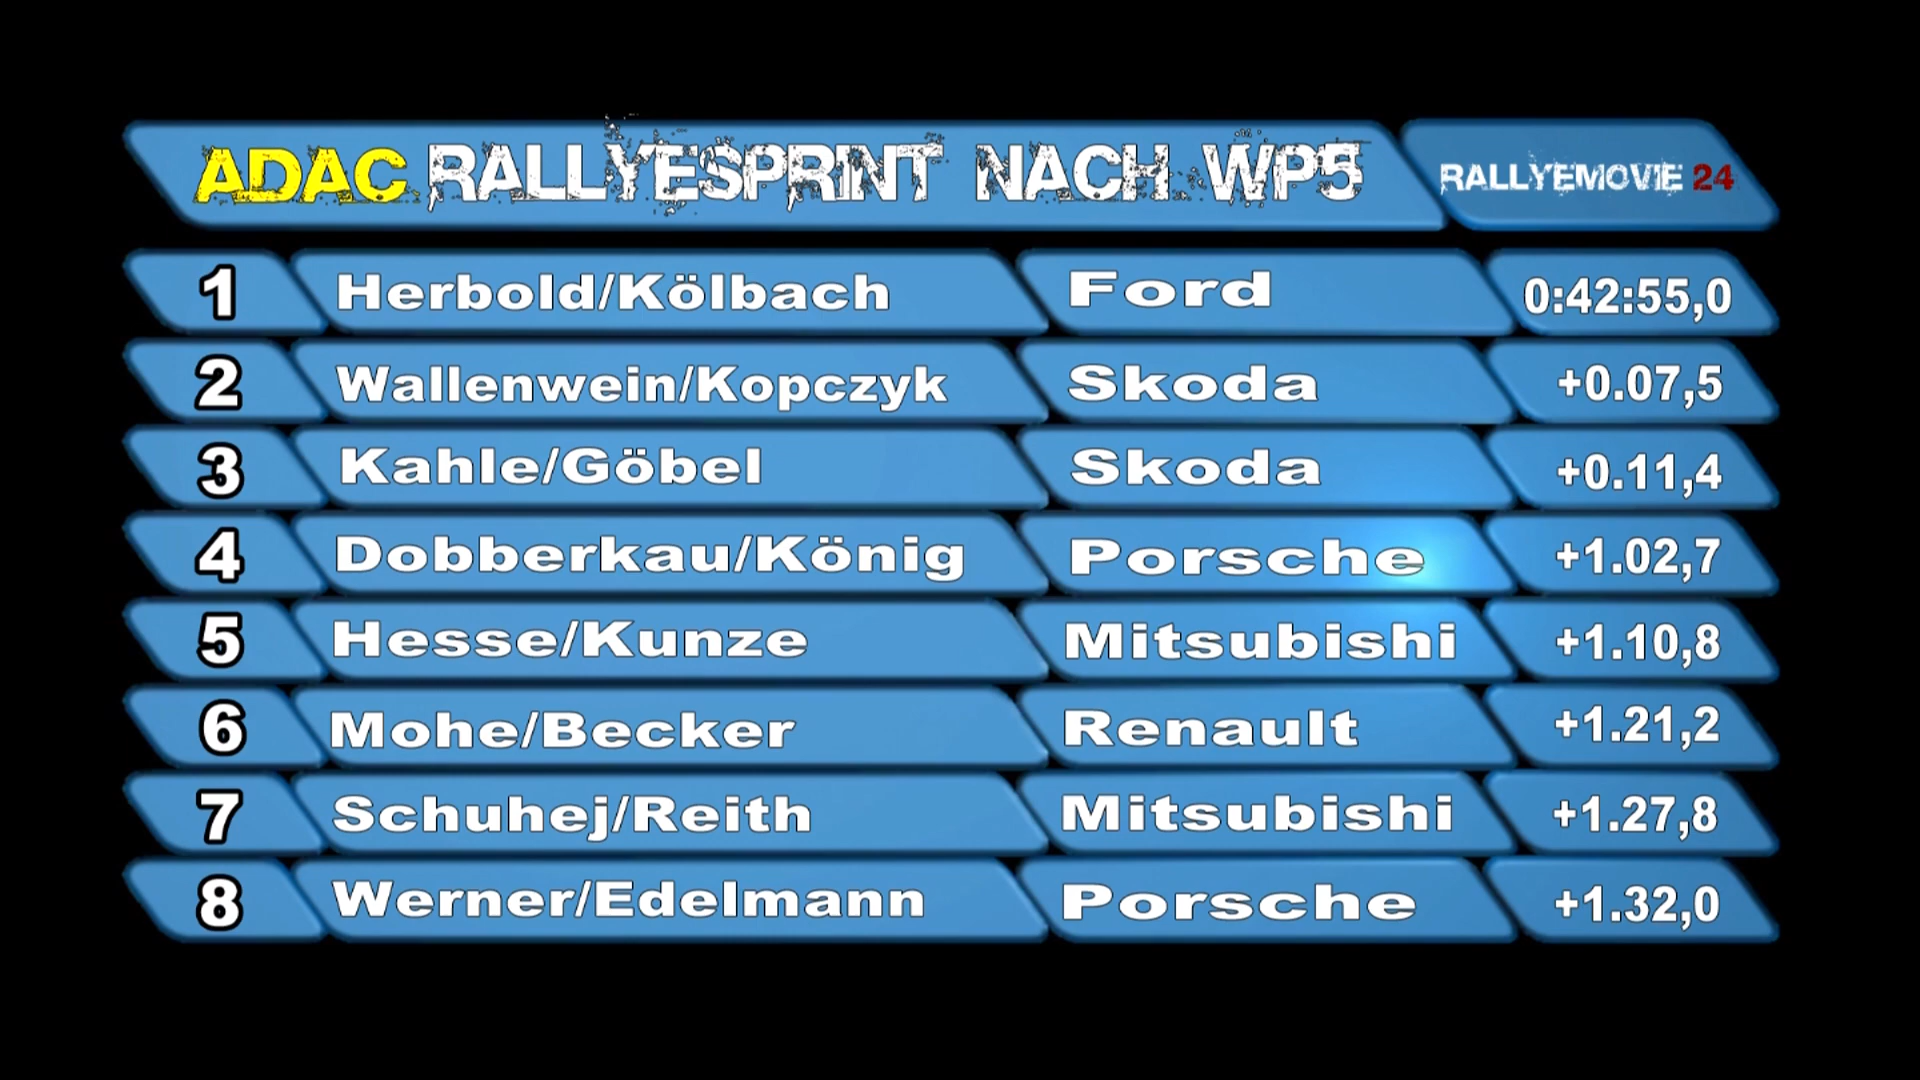 ADAC RALLYESPRINT NACH WP5 RALLYEMOVIE 24
1 Herbold/Kölbach Ford 0:42:55,0
2 Wallenwein/Kopczyk Skoda +0.07,5
3 Kahle/Göbel Skoda +0.11,4
4 Dobberkau/König Porsche +1.02,7
5 Hesse/Kunze Mitsubishi +1.10,8
6 Mohe/Becker Renault +1.21,2
7 Schuhej/Reith Mitsubishi +1.27,8
8 Werner/Edelmann Porsche +1.32,0